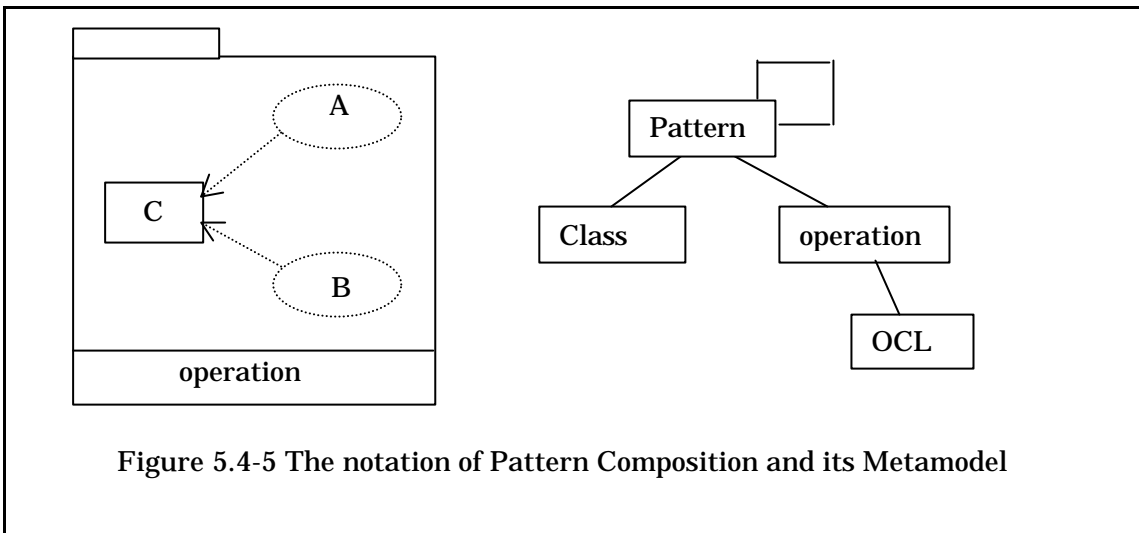 A
C
B
operation
Pattern
Class
operation
OCL
Figure 5.4-5 The notation of Pattern Composition and its Metamodel